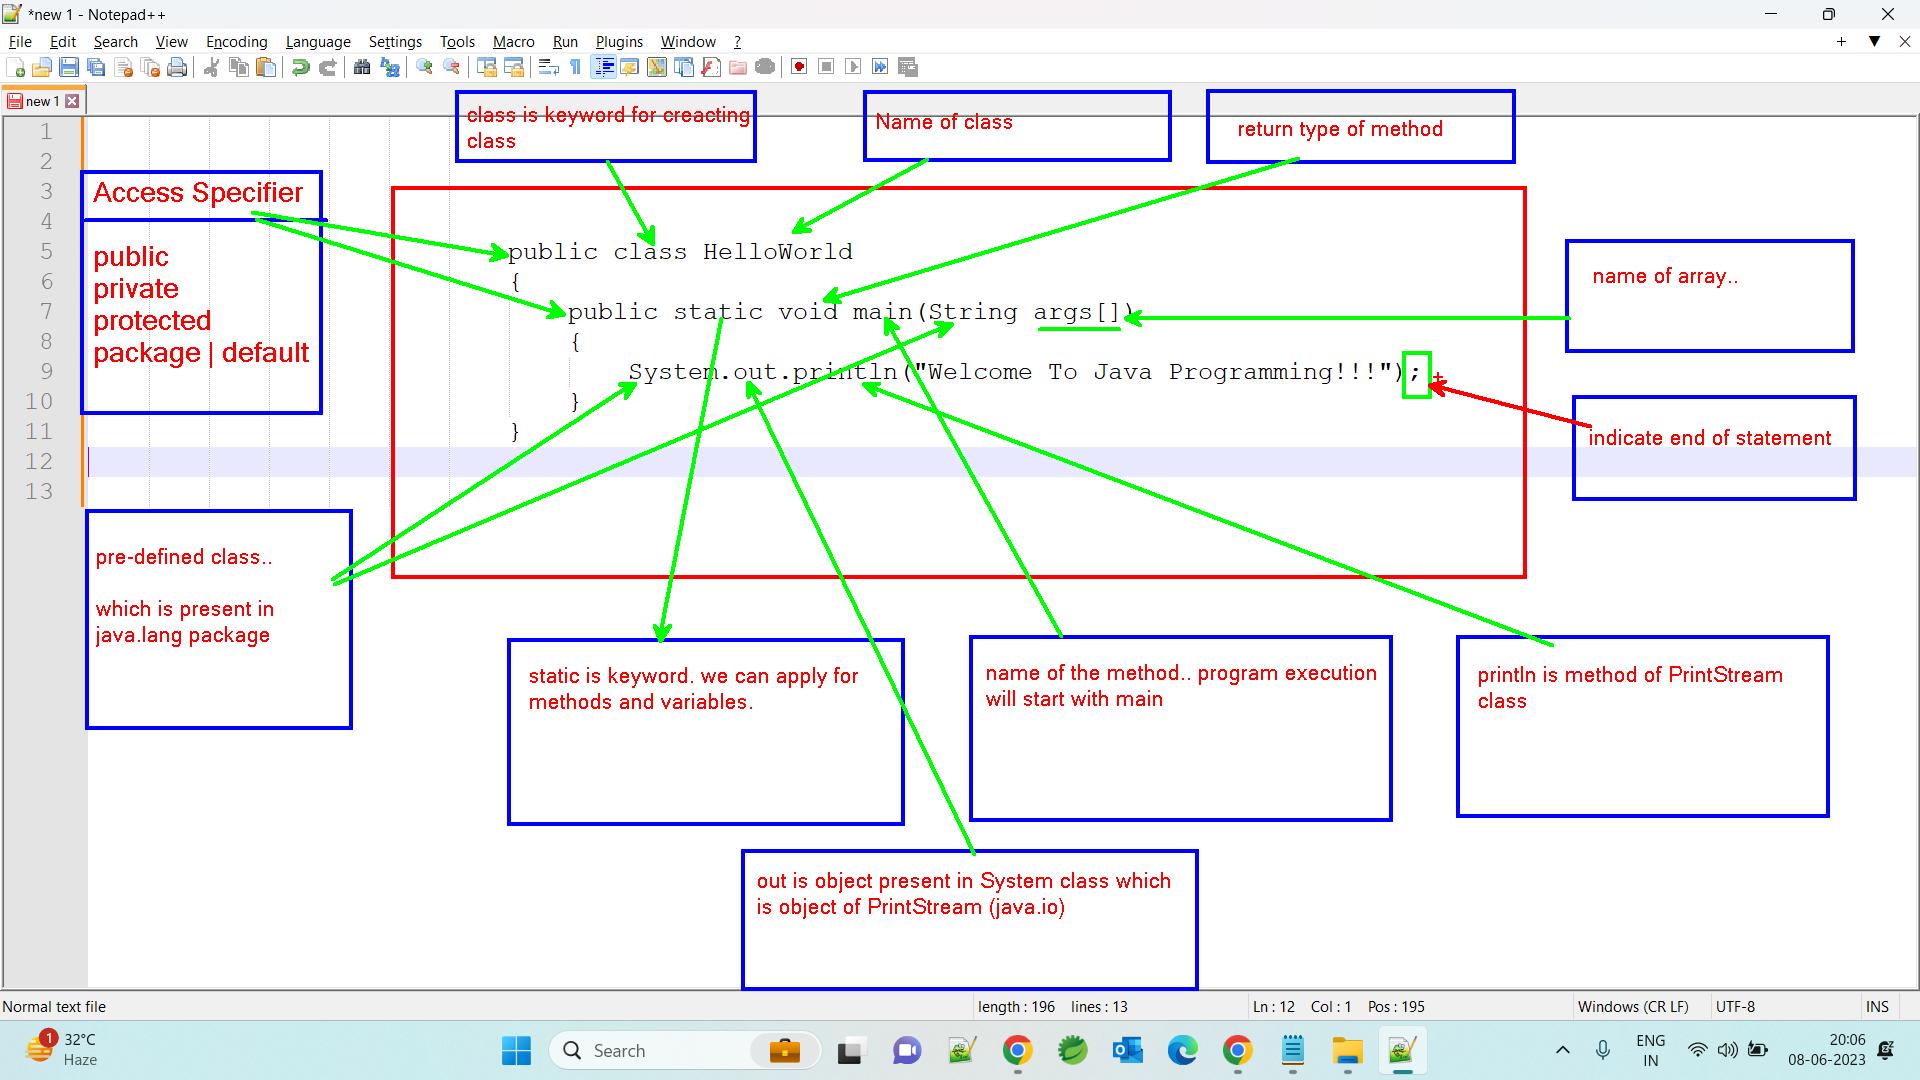 *new 1 - Notepad++
File Edit Search View Encoding Language Settings Tools Macro Run Plugins Window ?
new 1
class is keyword for creacting
class
Name of class
return type of method
1
2
3
4
5
6
7
8
9
10
11
12
13
Access Specifier
public
private
protected
package | default
public class HelloWorld
{
public static void main(String args[])
{
System.out.println("Welcome To Java Programming!!!");
}
}
name of array..
indicate end of statement
pre-defined class..
which is present in
java.lang package
static is keyword. we can apply for
methods and variables.
name of the method.. program execution
will start with main
println is method of PrintStream
class
out is object present in System class which
is object of PrintStream (java.io)
Normal text file
length : 196 lines : 13
Ln : 12 Col : 1 Pos : 195
Windows (CR LF)
UTF-8
INS
1
32°C
Haze
Search
ENG
IN
20:06
08-06-2023